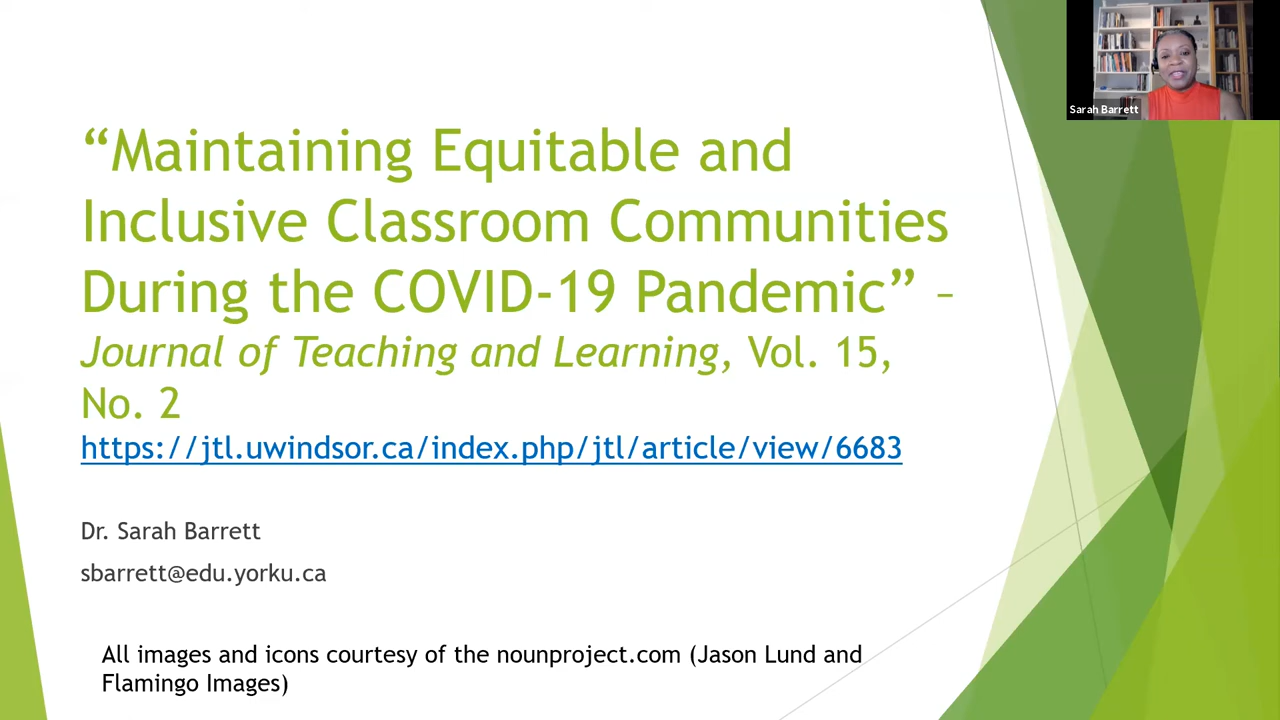 “Maintaining Equitable and
Inclusive Classroom Communities
During the COVID-19 Pandemic” –
Journal of Teaching and Learning, Vol. 15,
No. 2
https://jtl.uwindsor.ca/index.php/jtl/article/view/6683
Dr. Sarah Barrett
sbarrett@edu.yorku.ca
All images and icons courtesy of the nounproject.com (Jason Lund and
Flamingo Images)
Sarah Barrett